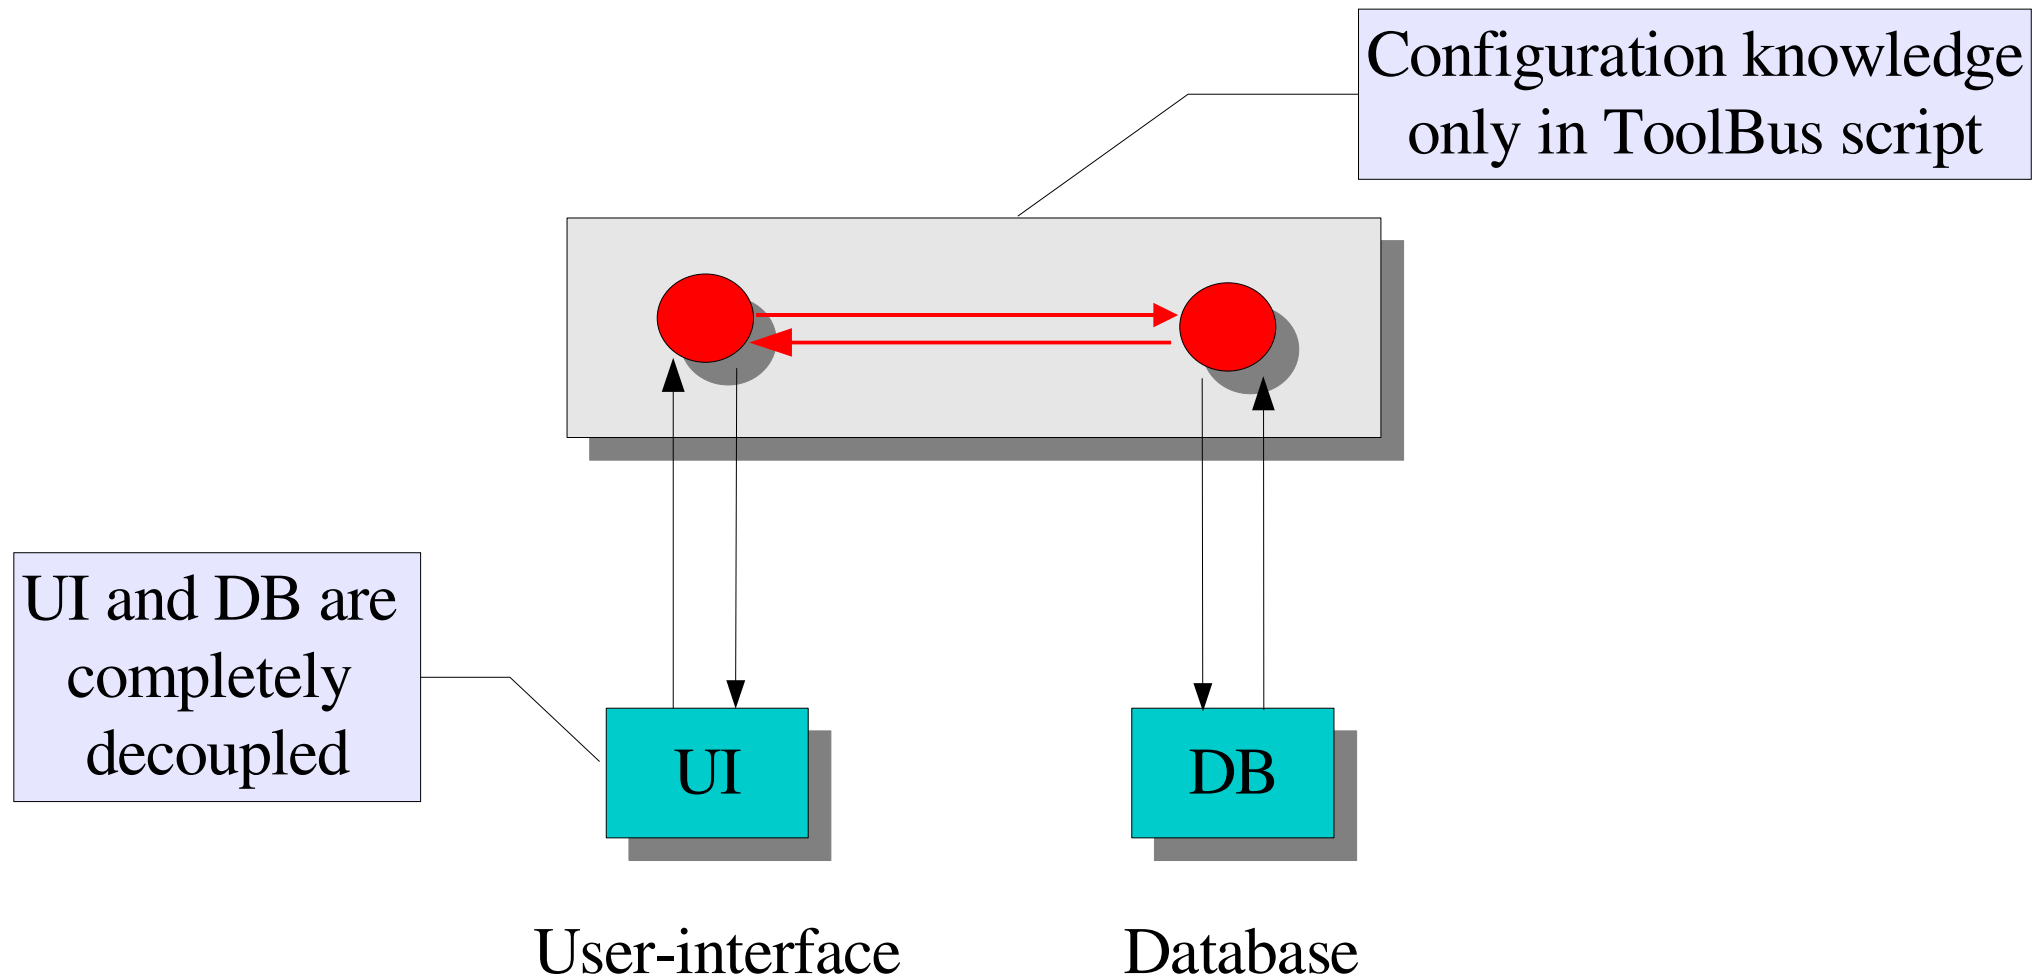 Configuration knowledge
only in ToolBus script
UI and DB are
completely
decoupled
UI
DB
User-interface
Database